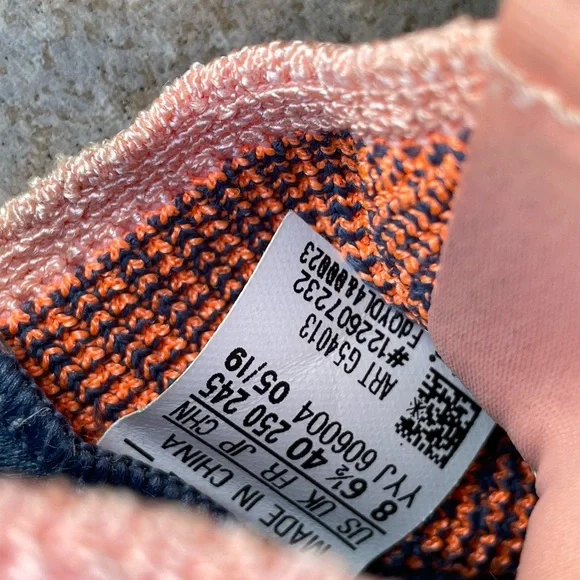 MADE IN CHINA
US UK FR JP CHN
8 6½ 40 250 245
YYJ 606004 05/19
ART G54013
#122607232